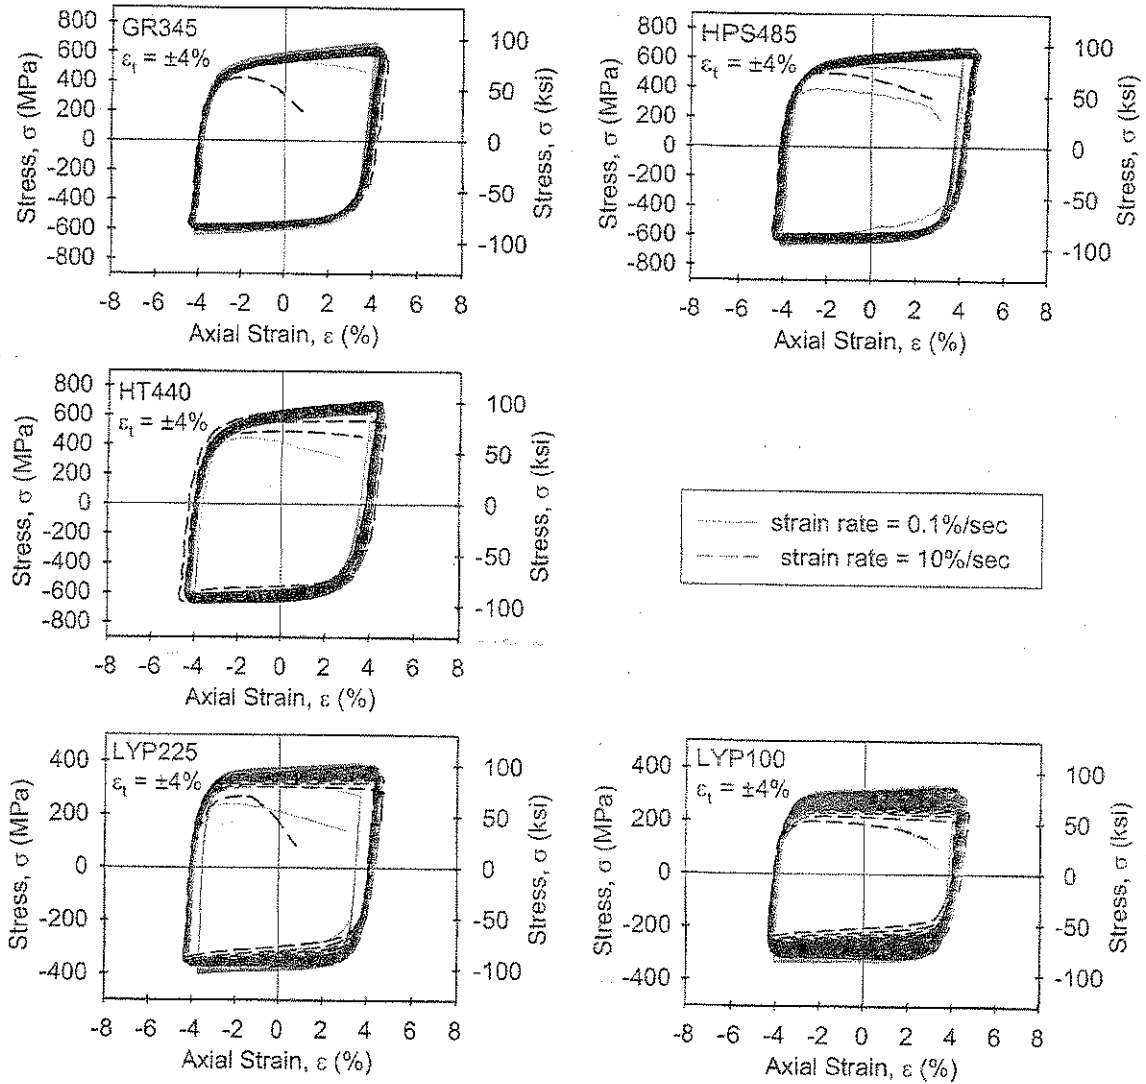 GR345
εt = ±4%
800
600
400
200
0
-200
-400
-600
-800
Stress, σ (MPa)
100
50
0
-50
-100
Stress, σ (ksi)
-8 -6 -4 -2 0 2 4 6 8
Axial Strain, ε (%)
HPS485
εt = ±4%
800
600
400
200
0
-200
-400
-600
-800
Stress, σ (MPa)
100
50
0
-50
-100
Stress, σ (ksi)
-8 -6 -4 -2 0 2 4 6 8
Axial Strain, ε (%)
HT440
εt = ±4%
800
600
400
200
0
-200
-400
-600
-800
Stress, σ (MPa)
100
50
0
-50
-100
Stress, σ (ksi)
-8 -6 -4 -2 0 2 4 6 8
Axial Strain, ε (%)
strain rate = 0.1%/sec
strain rate = 10%/sec
LYP225
εt = ±4%
400
200
0
-200
-400
Stress, σ (MPa)
100
50
0
-50
-100
Stress, σ (ksi)
-8 -6 -4 -2 0 2 4 6 8
Axial Strain, ε (%)
LYP100
εt = ±4%
400
200
0
-200
-400
Stress, σ (MPa)
100
50
0
-50
-100
Stress, σ (ksi)
-8 -6 -4 -2 0 2 4 6 8
Axial Strain, ε (%)